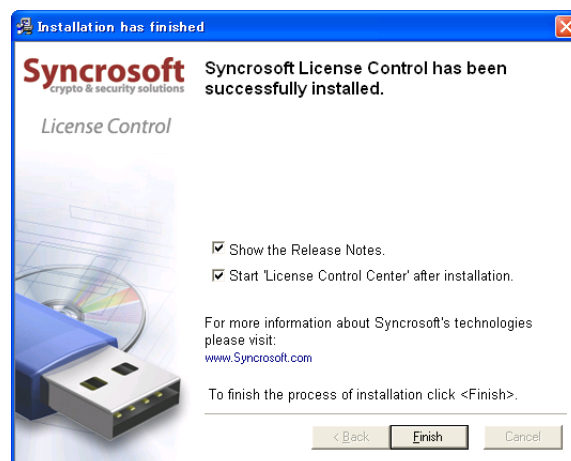 Installation has finished
Syncrosoft
crypto & security solutions
License Control
Syncrosoft License Control has been
successfully installed.
Show the Release Notes.
Start 'License Control Center' after installation.
For more information about Syncrosoft's technologies
please visit:
www.Syncrosoft.com
To finish the process of installation click <Finish>.
< Back
Finish
Cancel